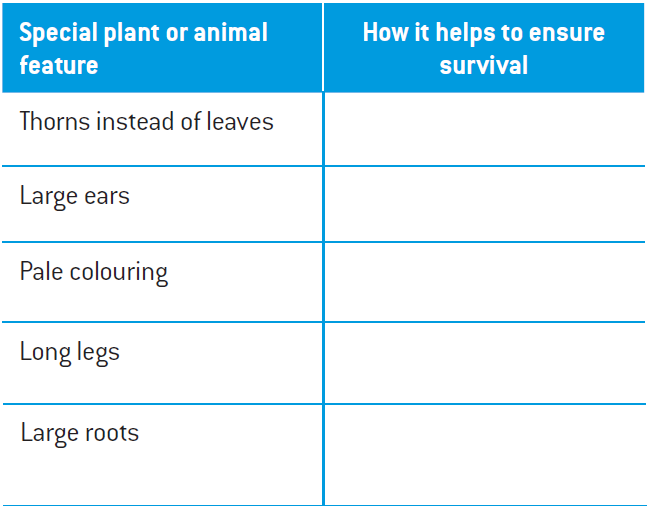 Special plant or animal
feature
How it helps to ensure
survival
Thorns instead of leaves
Large ears
Pale colouring
Long legs
Large roots